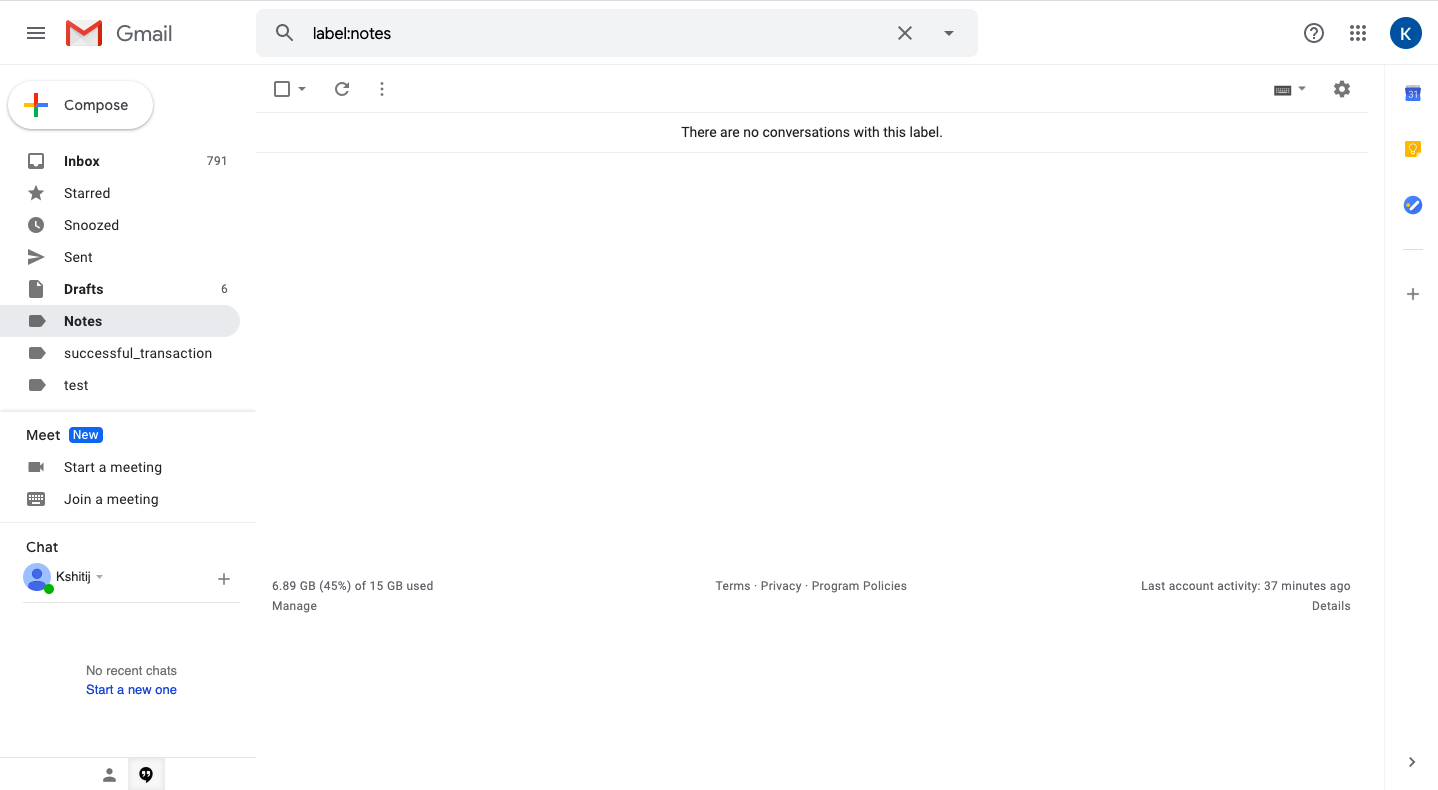 Gmail
label:notes
K
Compose
There are no conversations with this label.
31
Inbox 791
Starred
Snoozed
Sent
Drafts 6
Notes
successful_transaction
test
Meet New
Start a meeting
Join a meeting
Chat
Kshitij
No recent chats
Start a new one
6.89 GB (45%) of 15 GB used
Manage
Terms · Privacy · Program Policies
Last account activity: 37 minutes ago
Details